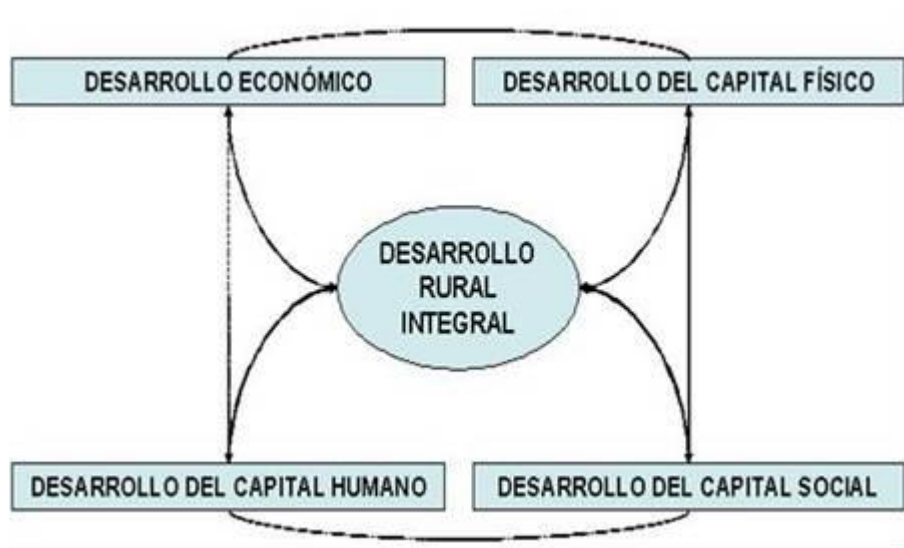 DESARROLLO ECONÓMICO
DESARROLLO DEL CAPITAL FÍSICO
DESARROLLO
RURAL
INTEGRAL
DESARROLLO DEL CAPITAL HUMANO
DESARROLLO DEL CAPITAL SOCIAL